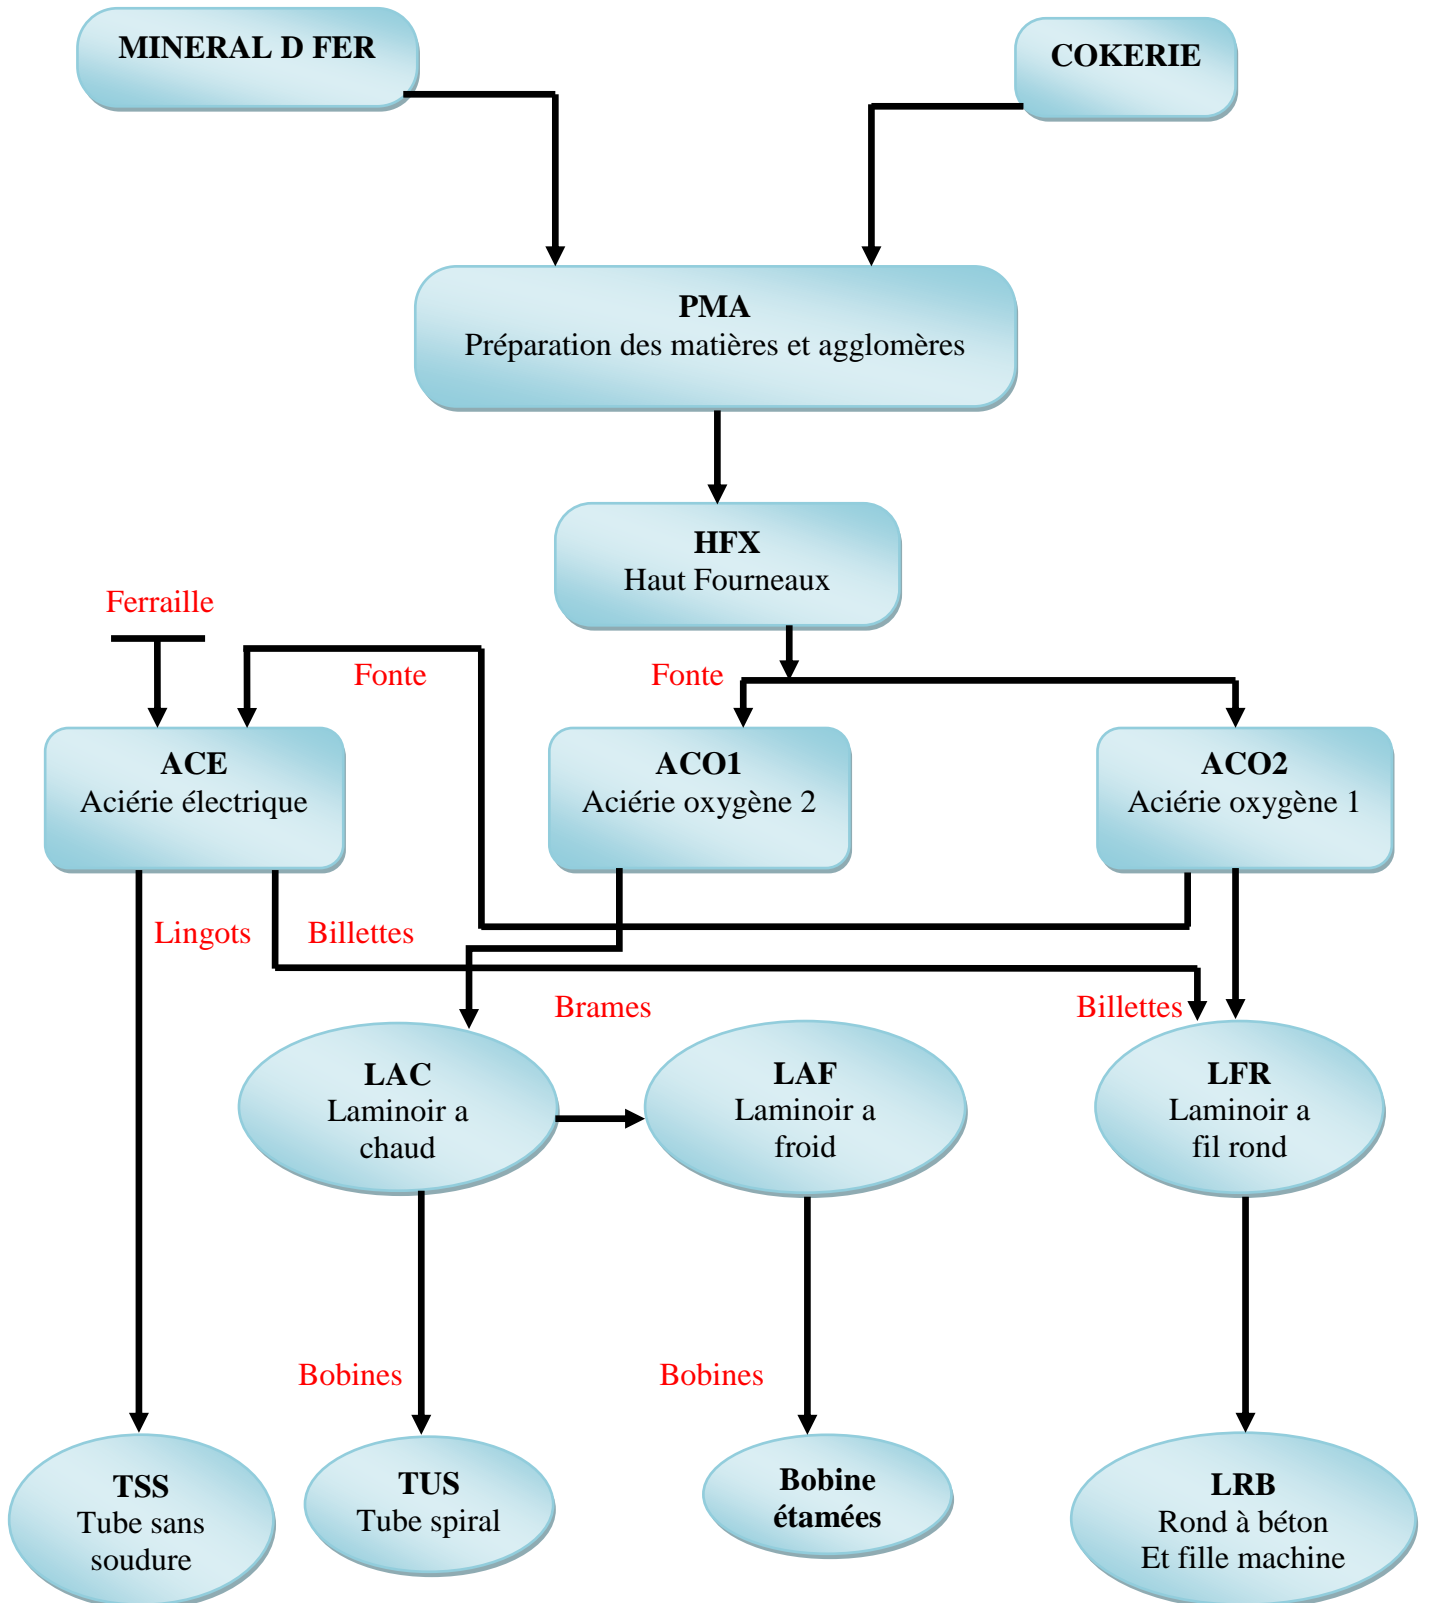 MINERAL D FER
COKERIE
PMA
Préparation des matières et agglomères
HFX
Haut Fourneaux
Ferraille
Fonte
Fonte
ACE
Aciérie électrique
ACO1
Aciérie oxygène 2
ACO2
Aciérie oxygène 1
Lingots
Billettes
Brames
Billettes
LAC
Laminoir a
chaud
LAF
Laminoir a
froid
LFR
Laminoir a
fil rond
Bobines
Bobines
TSS
Tube sans
soudure
TUS
Tube spiral
Bobine
étamées
LRB
Rond à béton
Et fille machine